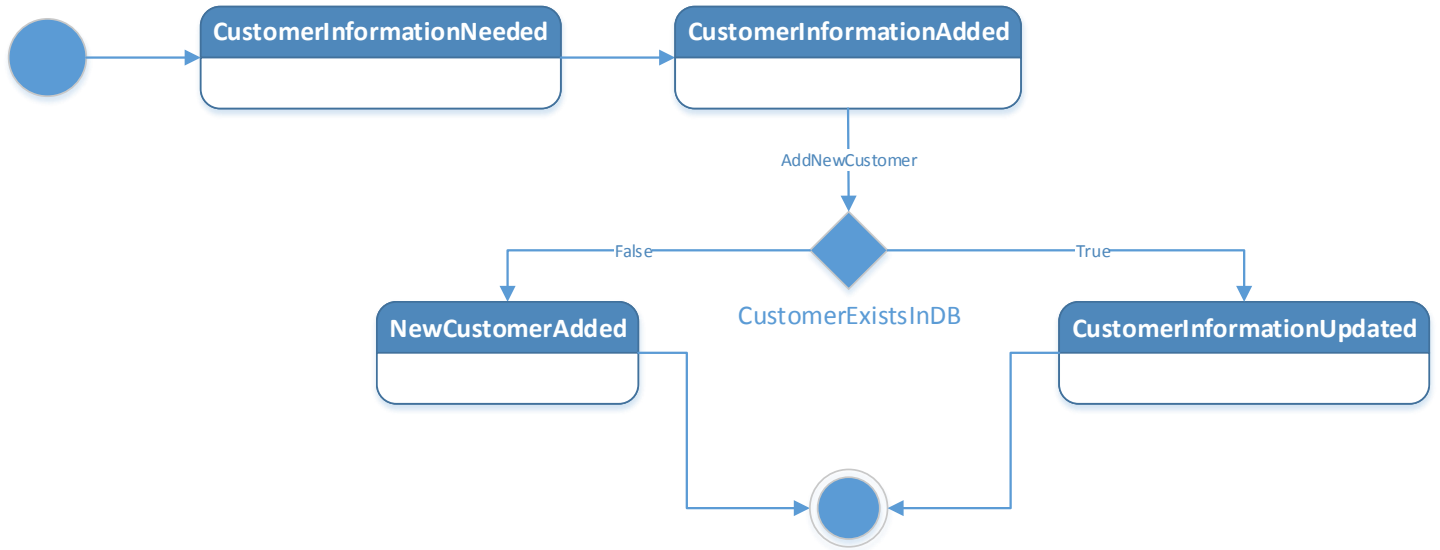 CustomerInformationNeeded
CustomerInformationAdded
AddNewCustomer
False
True
NewCustomerAdded
CustomerExistsInDB
CustomerInformationUpdated